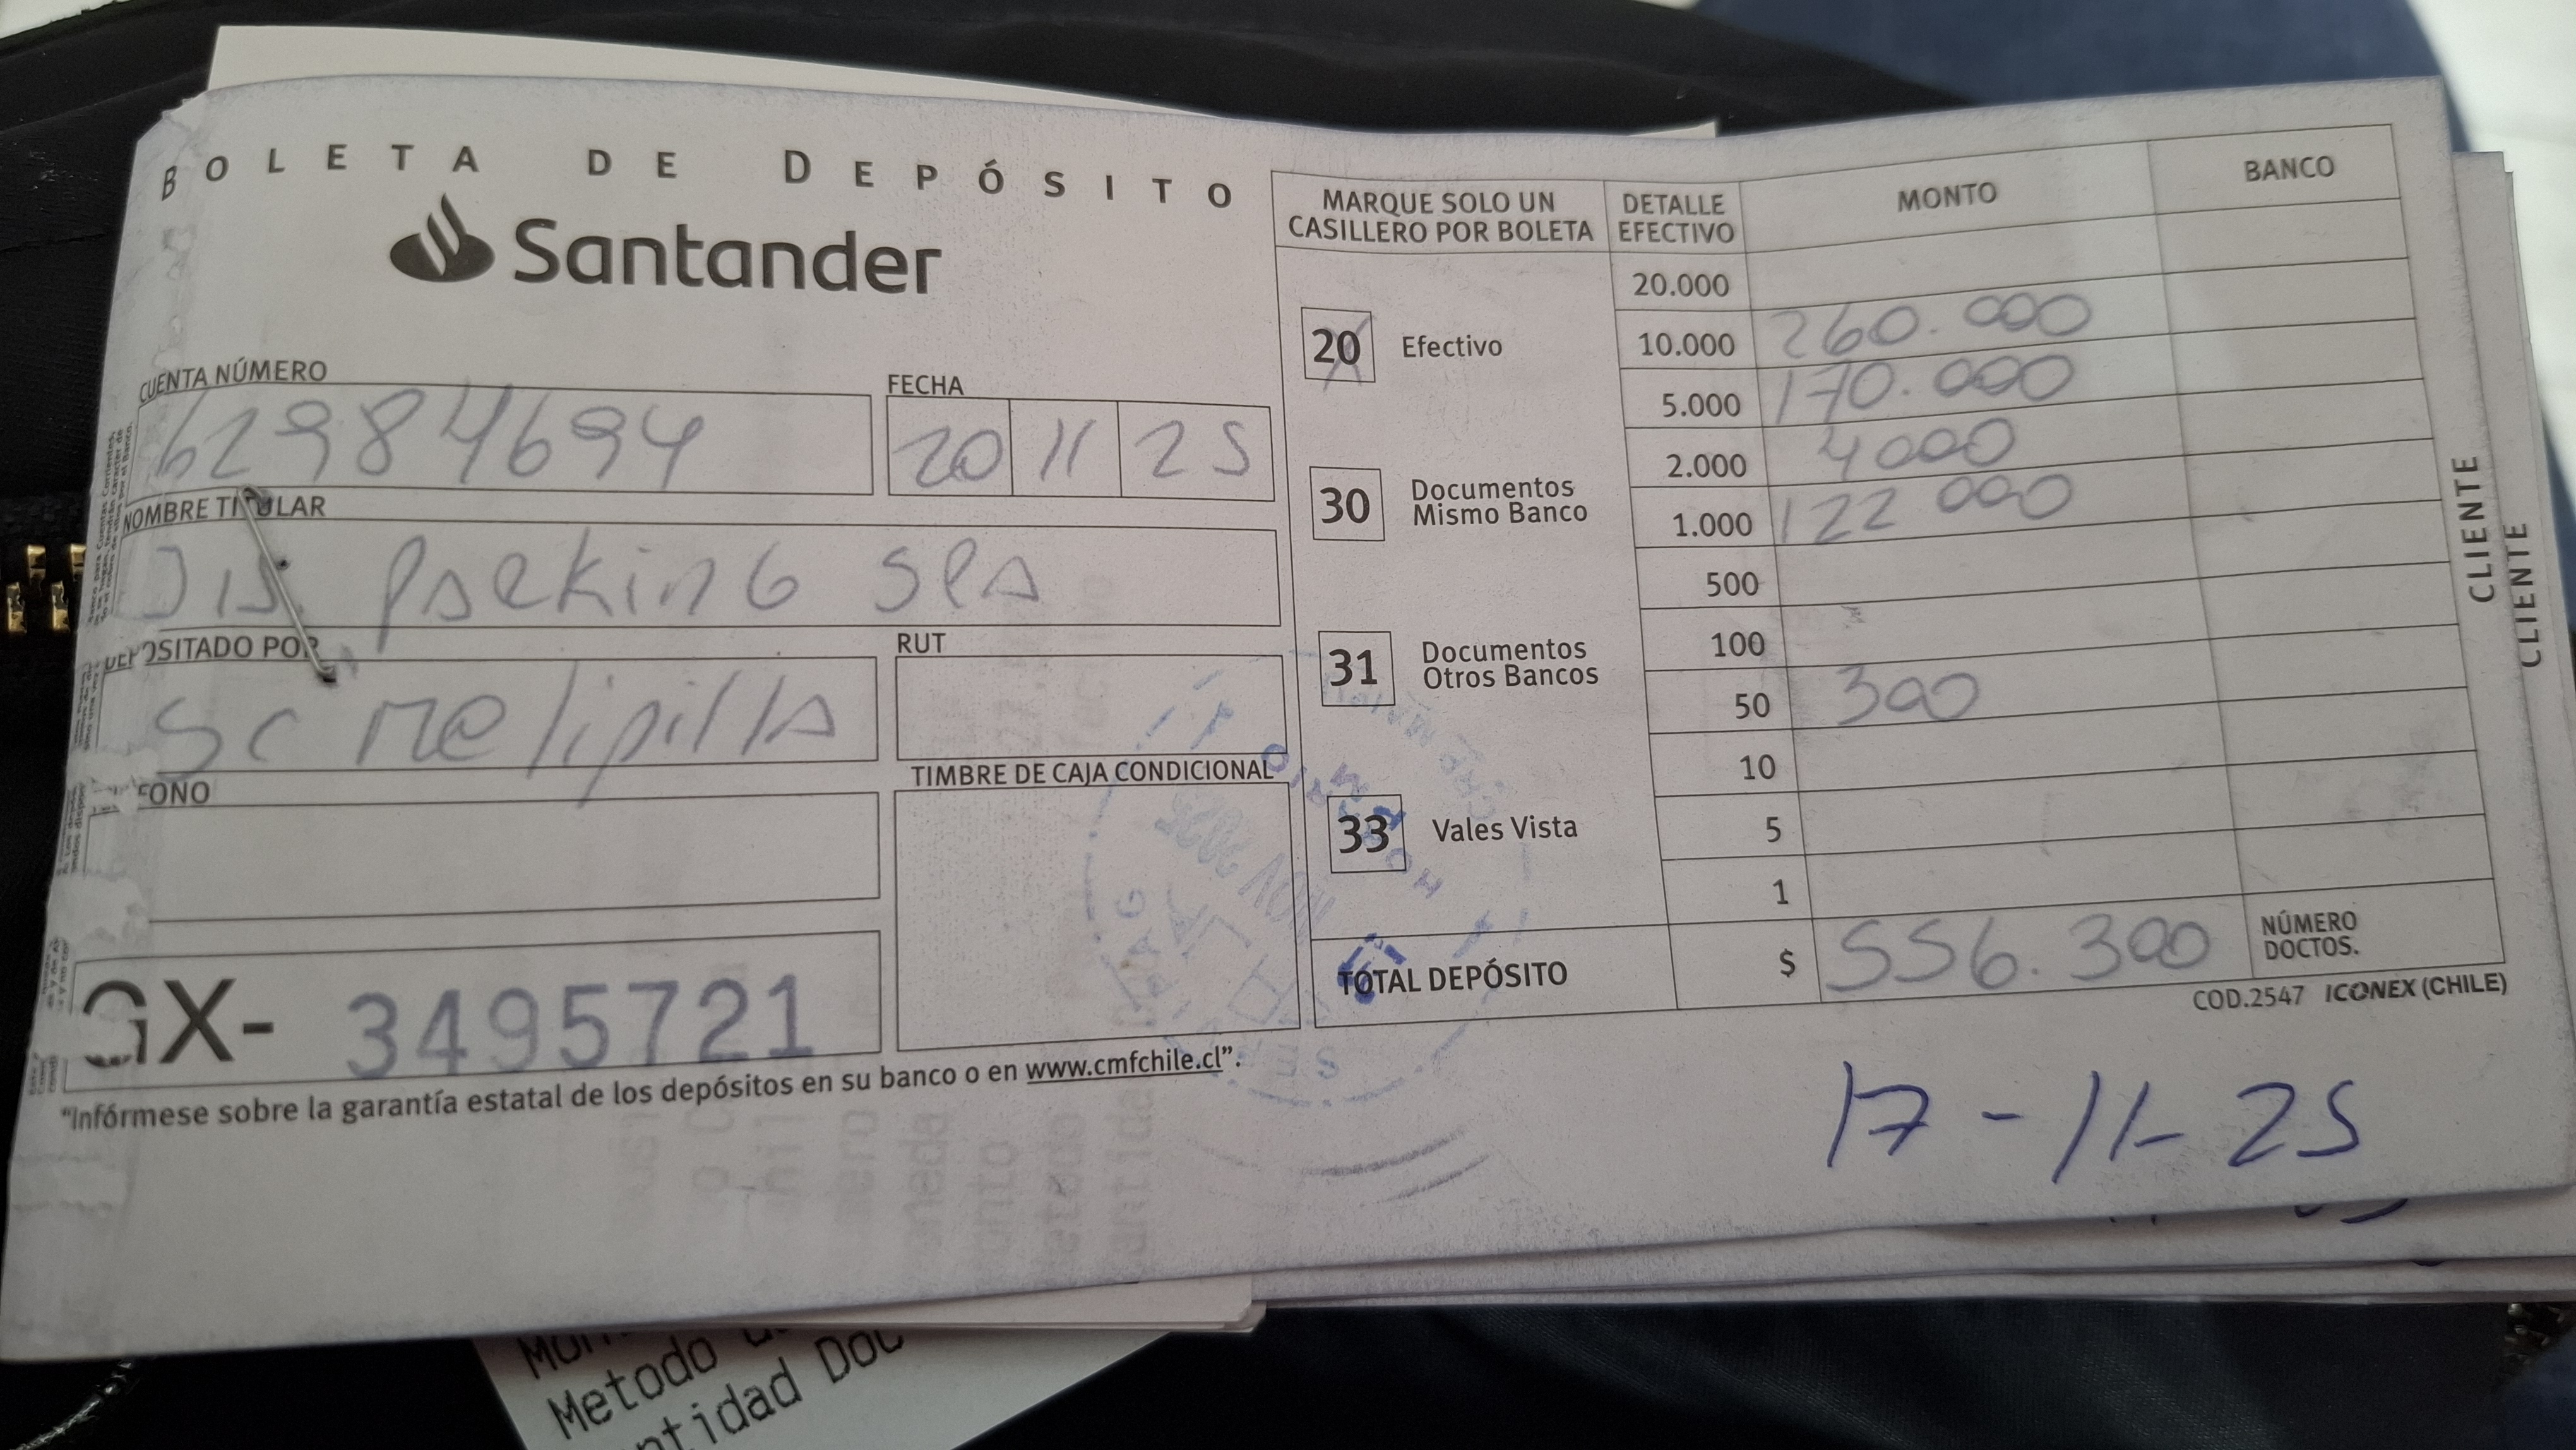 BOLETA DE DEPÓSITO
Santander
CUENTA NÚMERO
62984694
FECHA
20 11 25
NOMBRE TITULAR
Jis Parking SPA
DEPOSITADO POR
SC Melipilla
RUT
FONO
TIMBRE DE CAJA CONDICIONAL
GX- 3495721
"Infórmese sobre la garantía estatal de los depósitos en su banco o en www.cmfchile.cl".
MARQUE SOLO UN
CASILLERO POR BOLETA
DETALLE
EFECTIVO
MONTO
BANCO
20 Efectivo
30 Documentos
Mismo Banco
31 Documentos
Otros Bancos
33 Vales Vista
20.000
10.000 260.000
5.000 170.000
2.000 4000
1.000 122 000
500
100
50 300
10
5
1
TOTAL DEPÓSITO $ 556.300
NÚMERO
DOCTOS.
COD.2547 ICONEX (CHILE)
CLIENTE
CLIENTE
17-11-25
Metodo